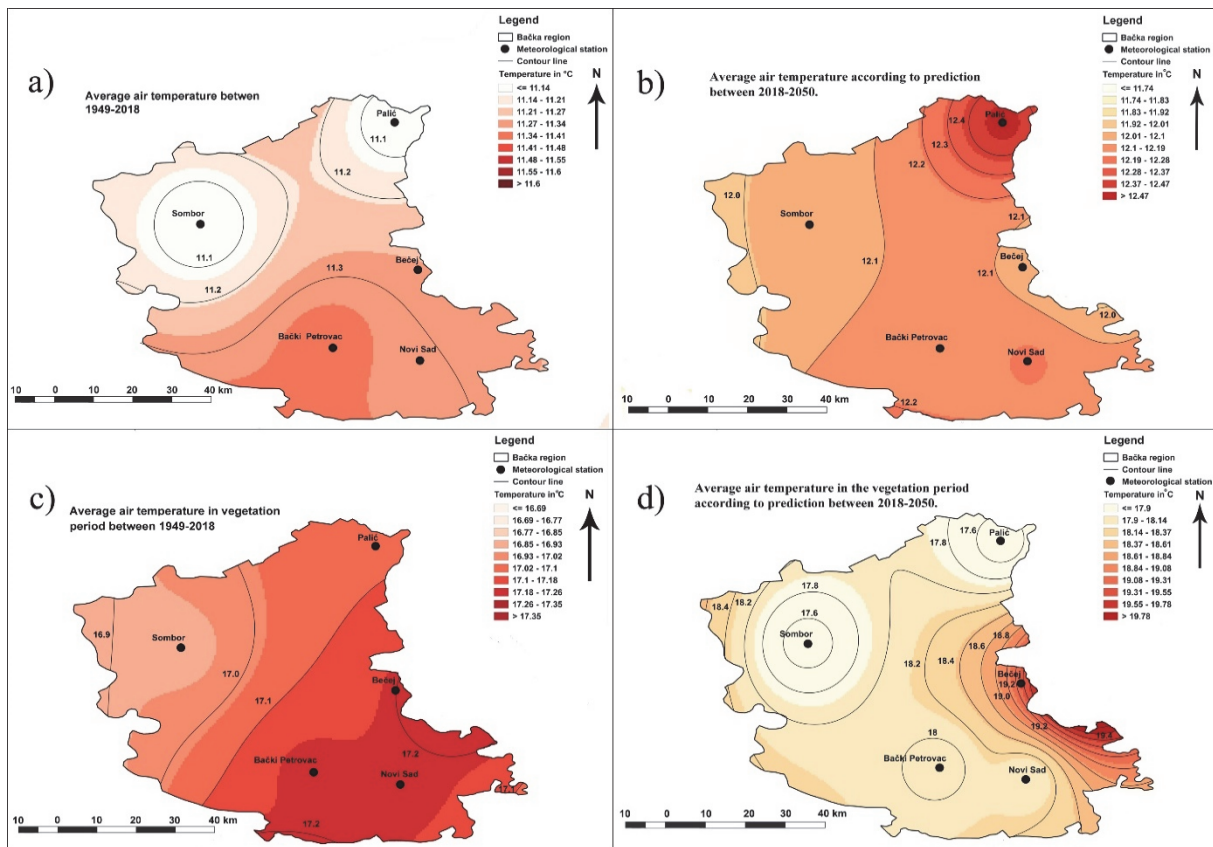 a)
Average air temperature betwen
1949-2018
Legend
Bačka region
Meteorological station
Contour line
Temperature in °C
<= 11.14
11.14 - 11.21
11.21 - 11.27
11.27 - 11.34
11.34 - 11.41
11.41 - 11.48
11.48 - 11.55
11.55 - 11.6
> 11.6
N
Palić
11.1
11.2
Sombor
11.1
11.2
11.3
Bečej
Bački Petrovac
Novi Sad
10 0 10 20 30 40 km
b)
Average air temperature according to prediction
between 2018-2050.
Legend
Bačka region
Meteorological station
Contour line
Temperature in °C
<= 11.74
11.74 - 11.83
11.83 - 11.92
11.92 - 12.01
12.01 - 12.1
12.1 - 12.19
12.19 - 12.28
12.28 - 12.37
12.37 - 12.47
> 12.47
N
Palić
12.4
12.3
12.2
12.0
Sombor
12.1
12.1
12.1
Bečej
12.0
Bački Petrovac
Novi Sad
12.2
10 0 10 20 30 40 km
c)
Average air temperature in vegetation
period between 1949-2018
Legend
Bačka region
Meteorological station
Contour line
Temperature in °C
<= 16.69
16.69 - 16.77
16.77 - 16.85
16.85 - 16.93
16.93 - 17.02
17.02 - 17.1
17.1 - 17.18
17.18 - 17.26
17.26 - 17.35
> 17.35
N
Palić
16.9
Sombor
17.0
17.1
Bečej
17.2
Bački Petrovac
Novi Sad
17.1
17.2
10 0 10 20 30 40 km
d)
Average air temperature in the vegetation period
according to prediction between 2018-2050.
Legend
Bačka region
Meteorological station
Contour line
Temperature in °C
<= 17.9
17.9 - 18.14
18.14 - 18.37
18.37 - 18.61
18.61 - 18.84
18.84 - 19.08
19.08 - 19.31
19.31 - 19.55
19.55 - 19.78
> 19.78
N
17.6
Palić
17.8
17.8
18.4
18.2
17.6
Sombor
18.8
18.6
18.4
18.2
Bečej
19.2
19.0
19.2
19.4
18
Bački Petrovac
Novi Sad
10 0 10 20 30 40 km